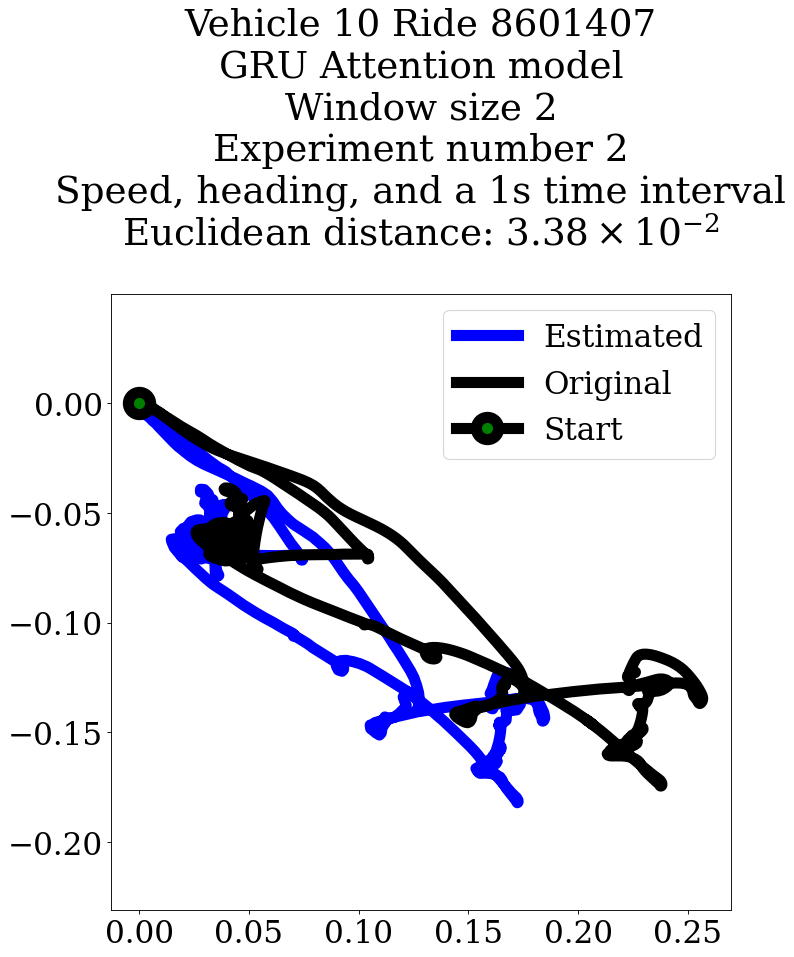 Vehicle 10 Ride 8601407
GRU Attention model
Window size 2
Experiment number 2
Speed, heading, and a 1s time interval
Euclidean distance: 3.38 × 10⁻²
Estimated
Original
Start
0.00
−0.05
−0.10
−0.15
−0.20
0.00 0.05 0.10 0.15 0.20 0.25